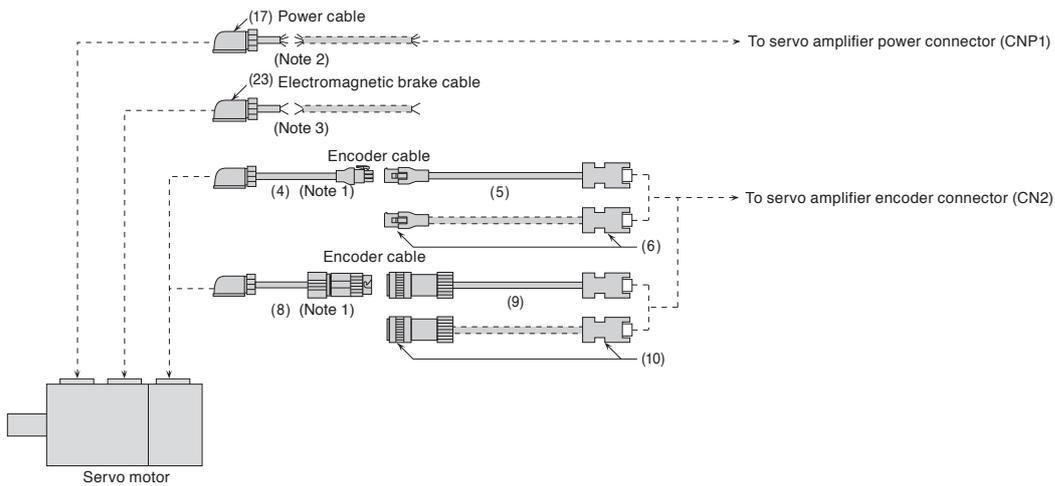 (17) Power cable
To servo amplifier power connector (CNP1)
(Note 2)
(23) Electromagnetic brake cable
(Note 3)
Encoder cable
(4) (Note 1)
(5)
To servo amplifier encoder connector (CN2)
(6)
Encoder cable
(8) (Note 1)
(9)
(10)
Servo motor